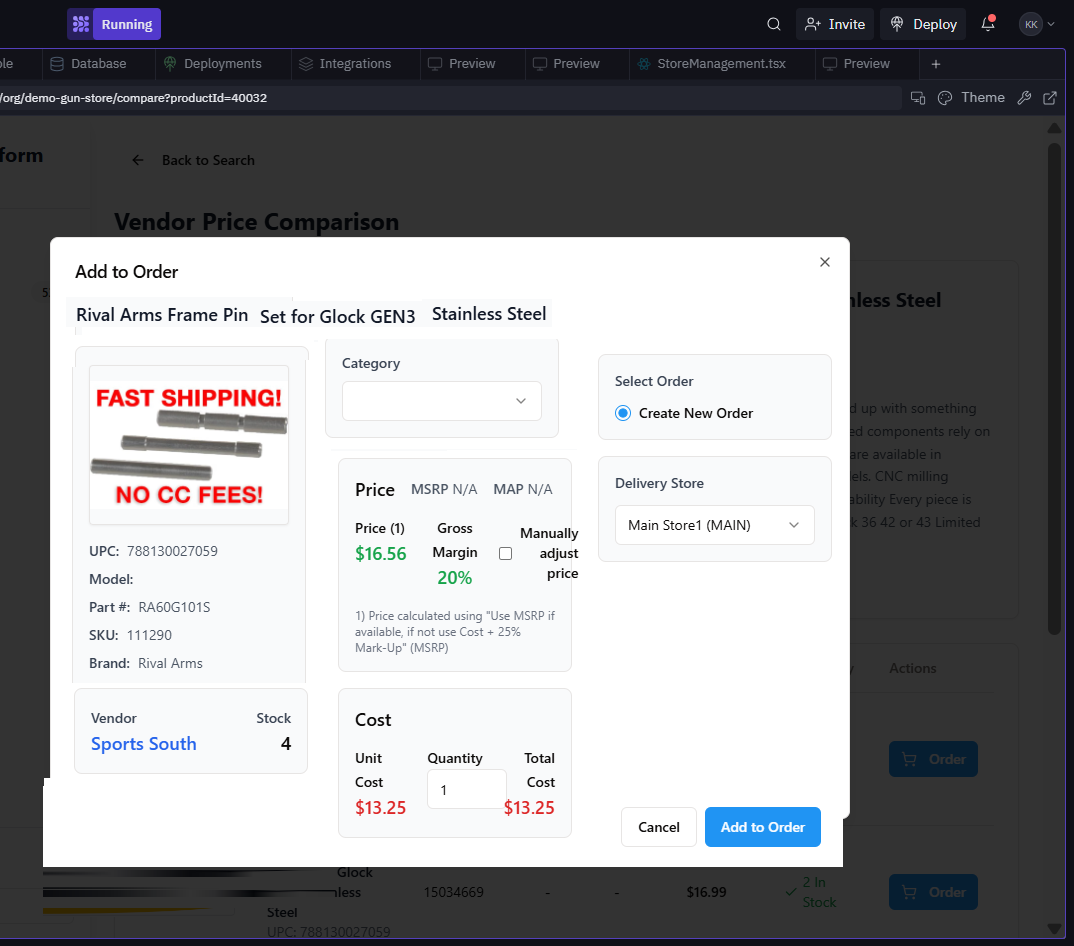 Running
Invite
Deploy
KK
Database
Deployments
Integrations
Preview
Preview
StoreManagement.tsx
Preview
/org/demo-gun-store/compare?productId=40032
Theme
form
Back to Search
Vendor Price Comparison
Add to Order
Rival Arms Frame Pin Set for Glock GEN3 Stainless Steel
FAST SHIPPING!
NO CC FEES!
UPC: 788130027059
Model:
Part #: RA60G101S
SKU: 111290
Brand: Rival Arms
Vendor Stock
Sports South 4
Category
Price MSRP N/A MAP N/A
Price (1)
$16.56
Gross
Margin
20%
Manually
adjust
price
1) Price calculated using "Use MSRP if
available, if not use Cost + 25%
Mark-Up" (MSRP)
Cost
Unit
Cost
$13.25
Quantity
1
Total
Cost
$13.25
Select Order
Create New Order
Delivery Store
Main Store1 (MAIN)
Cancel
Add to Order
Steel
d up with something
ed components rely on
are available in
CNC milling
Every piece is
36 42 or 43 Limited
Actions
Order
Glock
Steel
UPC: 788130027059
15034669
-
-
$16.99
2 In
Stock
Order